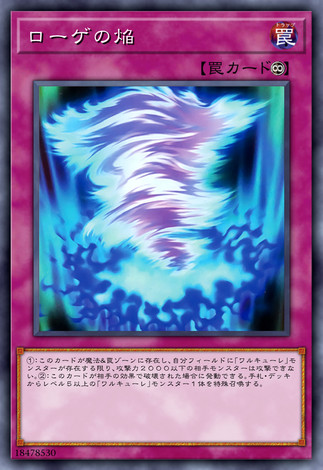 ローゲの焔
トラップ
罠
【罠カード】
①:このカードが魔法&罠ゾーンに存在し、自分フィールドに「ワルキューレ」モ
ンスターが存在する限り、攻撃力2000以下の相手モンスターは攻撃できな
い。②:このカードが相手の効果で破壊された場合に発動できる。手札・デッキ
からレベル5以上の「ワルキューレ」モンスター1体を特殊召喚する。
18478530